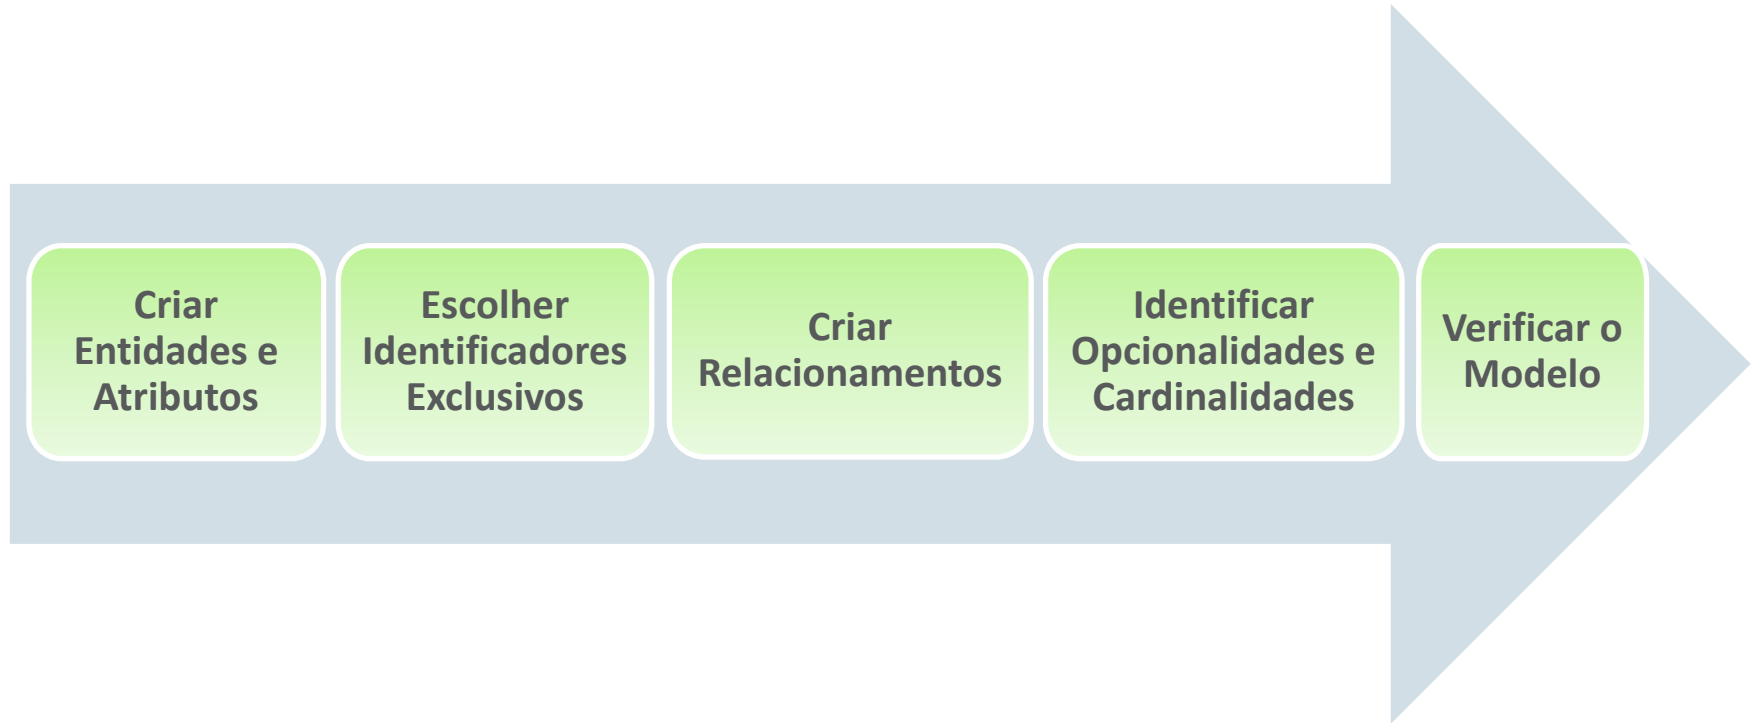 Criar
Entidades e
Atributos
Escolher
Identificadores
Exclusivos
Criar
Relacionamentos
Identificar
Opcionalidades e
Cardinalidades
Verificar o
Modelo